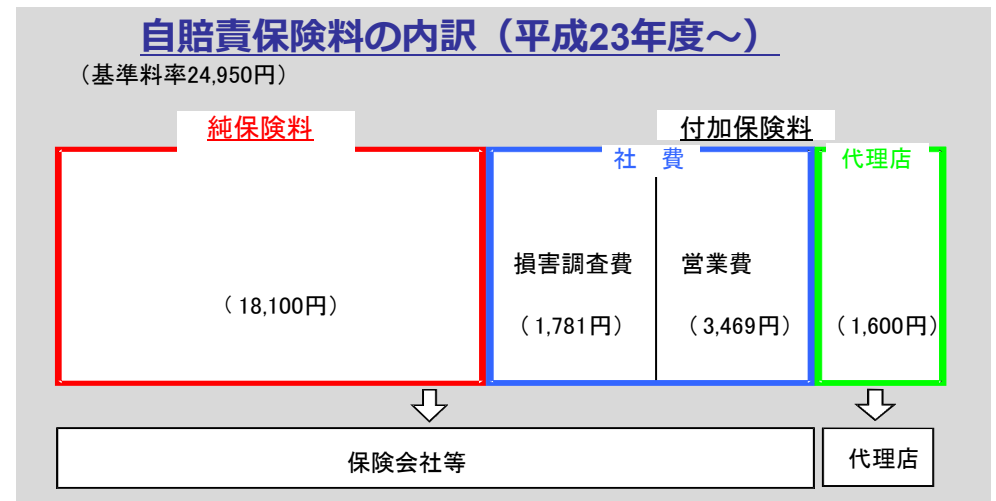 自賠責保険料の内訳（平成23年度～）
（基準料率24,950円）
純保険料
付加保険料
社　費
代理店
損害調査費
営業費
（18,100円）
（1,781円）
（3,469円）
（1,600円）
保険会社等
代理店